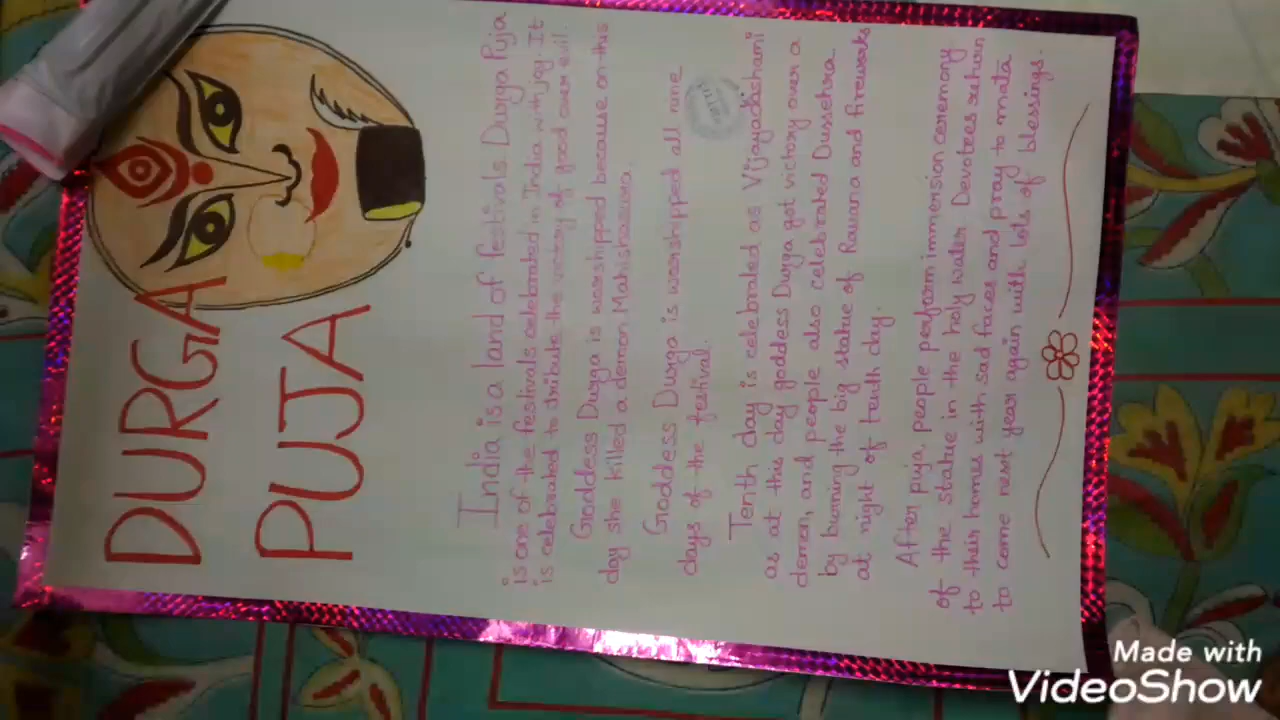 DURGA
PUJA
India is a land of festivals. Durga Puja
is one of the festivals celebrated in India with joy. It
is celebrated to dribute the vicory of good over evil.
Goddess Durga is worshipped because on this
day she killed a demon Mahishasura.
Goddess Durga is worshipped all nine
days of the festival.
Tenth day is celebrated as Vijayadashami
as at this day goddess Durga got victory over a
demon, and people also celebrated Dussehra
by burning the big statue of Ravana and fireworks
at night of tenth day.
After puja, people perform immersion ceremony
of the statue in the holy water. Devotees return
to their homes with sad faces and pray to mata
to come next year again with lots of blessings.
Made with
VideoShow